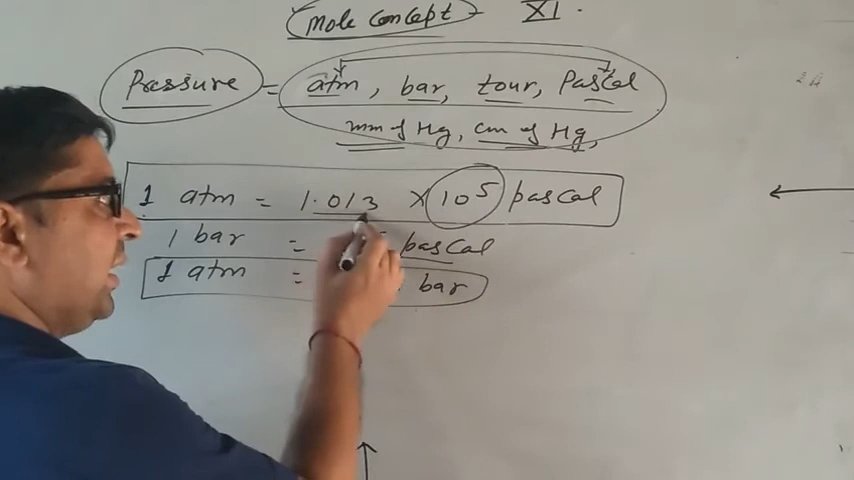 Mole Concept XI.
Pressure = atm, bar, tour, Pascal
mm of Hg, cm of Hg,
1 atm = 1.013 × 10⁵ pascal
1 bar = pascal
1 atm = bar